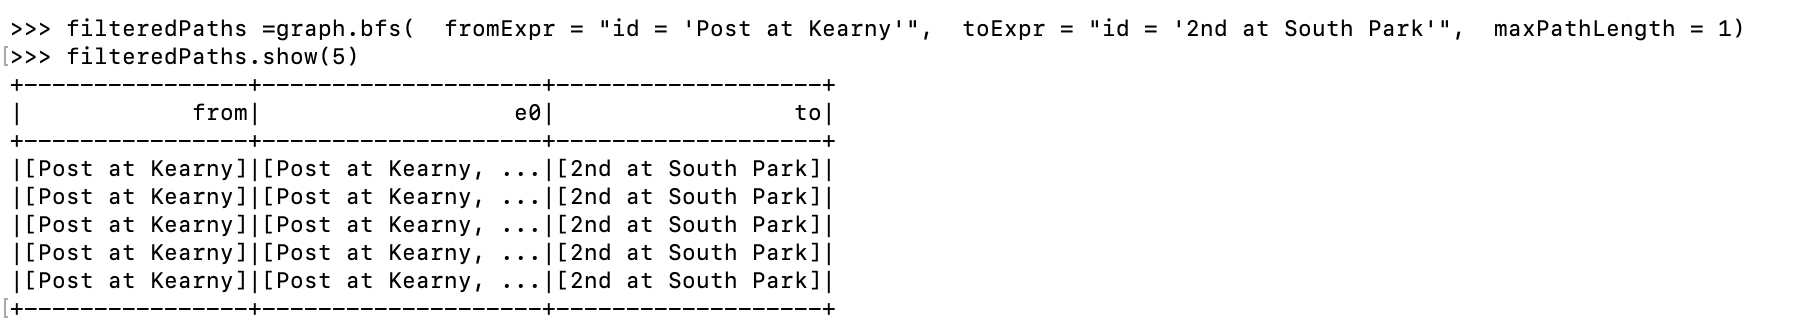 >>> filteredPaths =graph.bfs(  fromExpr = "id = 'Post at Kearny'",  toExpr = "id = '2nd at South Park'",  maxPathLength = 1)
[>>> filteredPaths.show(5)
+----------------+--------------------+-------------------+
|            from|                  e0|                 to|
+----------------+--------------------+-------------------+
|[Post at Kearny]|[Post at Kearny, ...|[2nd at South Park]|
|[Post at Kearny]|[Post at Kearny, ...|[2nd at South Park]|
|[Post at Kearny]|[Post at Kearny, ...|[2nd at South Park]|
|[Post at Kearny]|[Post at Kearny, ...|[2nd at South Park]|
|[Post at Kearny]|[Post at Kearny, ...|[2nd at South Park]|
[+----------------+--------------------+-------------------+